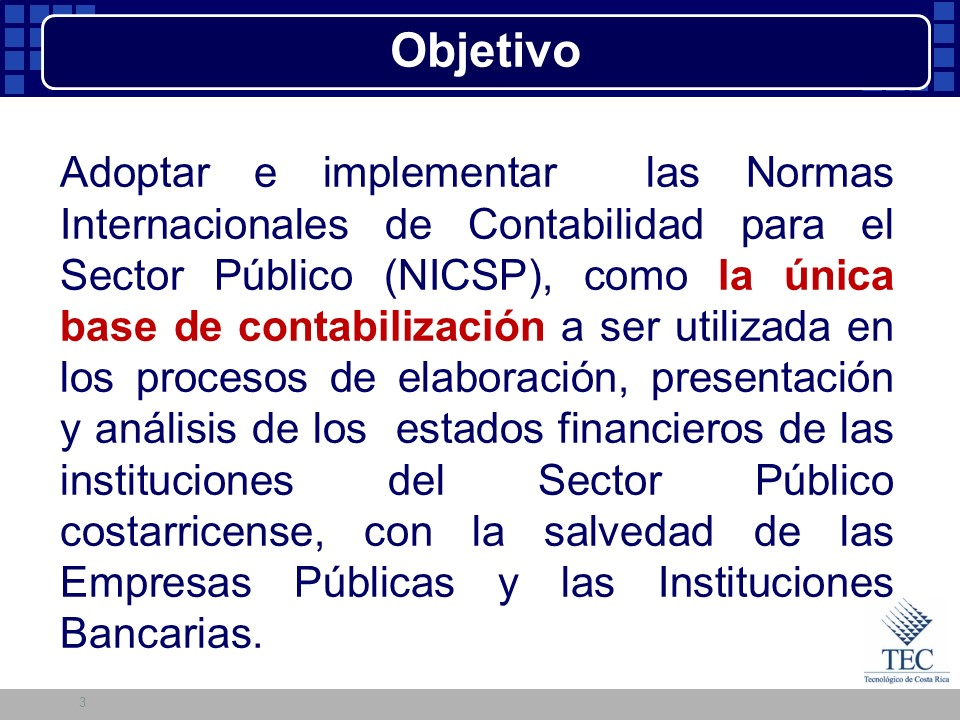 Objetivo
Adoptar e implementar las Normas
Internacionales de Contabilidad para el
Sector Público (NICSP), como la única
base de contabilización a ser utilizada en
los procesos de elaboración, presentación
y análisis de los estados financieros de las
instituciones del Sector Público
costarricense, con la salvedad de las
Empresas Públicas y las Instituciones
Bancarias.
TEC
Tecnológico de Costa Rica
3